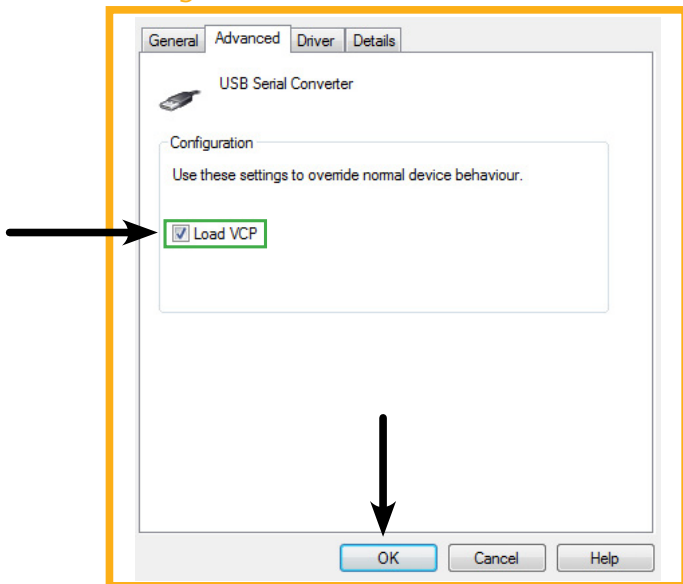 General Advanced Driver Details
USB Serial Converter
Configuration
Use these settings to override normal device behaviour.
Load VCP
OK Cancel Help